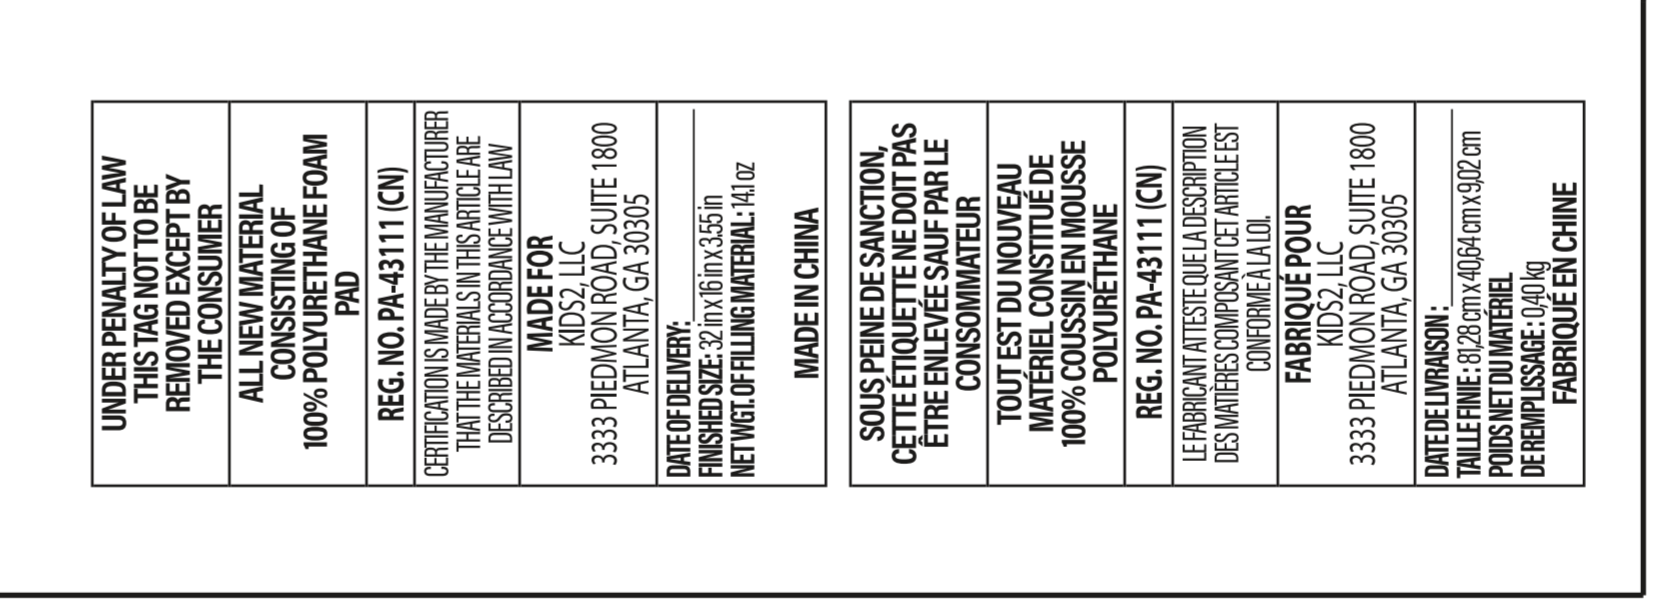 UNDER PENALTY OF LAW
THIS TAG NOT TO BE
REMOVED EXCEPT BY
THE CONSUMER
ALL NEW MATERIAL
CONSISTING OF
100% POLYURETHANE FOAM
PAD
REG. NO. PA-43111 (CN)
CERTIFICATION IS MADE BY THE MANUFACTURER
THAT THE MATERIALS IN THIS ARTICLE ARE
DESCRIBED IN ACCORDANCE WITH LAW
MADE FOR
KIDS2, LLC
3333 PIEDMON ROAD, SUITE 1800
ATLANTA, GA 30305
DATE OF DELIVERY:
FINISHED SIZE: 32 in x 16 in x 3.55 in
NET WGT. OF FILLING MATERIAL: 14.1 oz
MADE IN CHINA
SOUS PEINE DE SANCTION,
CETTE ÉTIQUETTE NE DOIT PAS
ÊTRE ENLEVÉE SAUF PAR LE
CONSOMMATEUR
TOUT EST DU NOUVEAU
MATÉRIEL CONSTITUÉ DE
100% COUSSIN EN MOUSSE
POLYURÉTHANE
REG. NO. PA-43111 (CN)
LE FABRICANT ATTESTE QUE LA DESCRIPTION
DES MATIÈRES COMPOSANT CET ARTICLE EST
CONFORME À LA LOI.
FABRIQUÉ POUR
KIDS2, LLC
3333 PIEDMON ROAD, SUITE 1800
ATLANTA, GA 30305
DATE DE LIVRAISON :
TAILLE FINE : 81,28 cm x 40,64 cm x 9,02 cm
POIDS NET DU MATÉRIEL
DE REMPLISSAGE : 0,40 kg
FABRIQUÉ EN CHINE